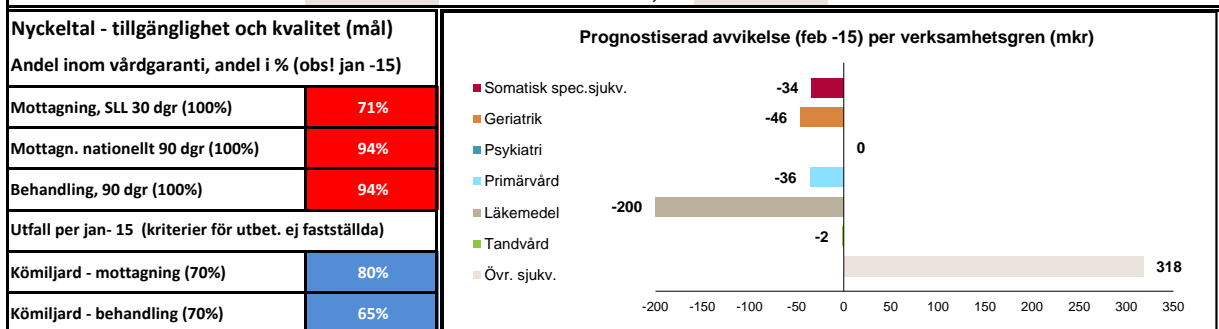 Nyckeltal - tillgänglighet och kvalitet (mål)
Andel inom vårdgaranti, andel i % (obs! jan -15)
Mottagning, SLL 30 dgr (100%) 71%
Mottagn. nationellt 90 dgr (100%) 94%
Behandling, 90 dgr (100%) 94%
Utfall per jan- 15 (kriterier för utbet. ej fastställda)
Kömiljard - mottagning (70%) 80%
Kömiljard - behandling (70%) 65%
Prognostiserad avvikelse (feb -15) per verksamhetsgren (mkr)
Somatisk spec.sjukv. -34
Geriatrik -46
Psykiatri 0
Primärvård -36
Läkemedel -200
Tandvård -2
Övr. sjukv. 318
-200 -150 -100 -50 0 50 100 150 200 250 300 350